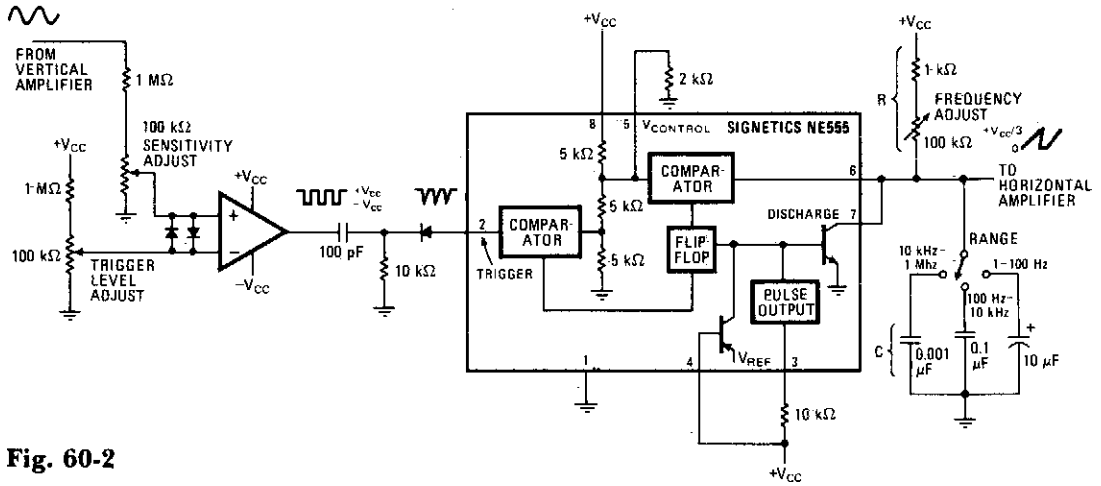 FROM
VERTICAL
AMPLIFIER
1 MΩ
100 kΩ
SENSITIVITY
ADJUST
+VCC
1 MΩ
100 kΩ
TRIGGER
LEVEL
ADJUST
+VCC
+
−
−VCC
+VCC
−VCC
100 pF
10 kΩ
2
TRIGGER
COMPAR-
ATOR
+VCC
8
5
2 kΩ
VCONTROL
SIGNETICS NE555
5 kΩ
5 kΩ
5 kΩ
COMPAR-
ATOR
FLIP-
FLOP
DISCHARGE
PULSE
OUTPUT
VREF
6
7
1
4
3
10 kΩ
+VCC
+VCC
R
1-kΩ
FREQUENCY
ADJUST
100 kΩ
+VCC/3
0
TO
HORIZONTAL
AMPLIFIER
RANGE
10 kHz-
1 Mhz
1-100 Hz
100 Hz-
10 kHz
C
0.001
µF
0.1
µF
+
10 µF
Fig. 60-2